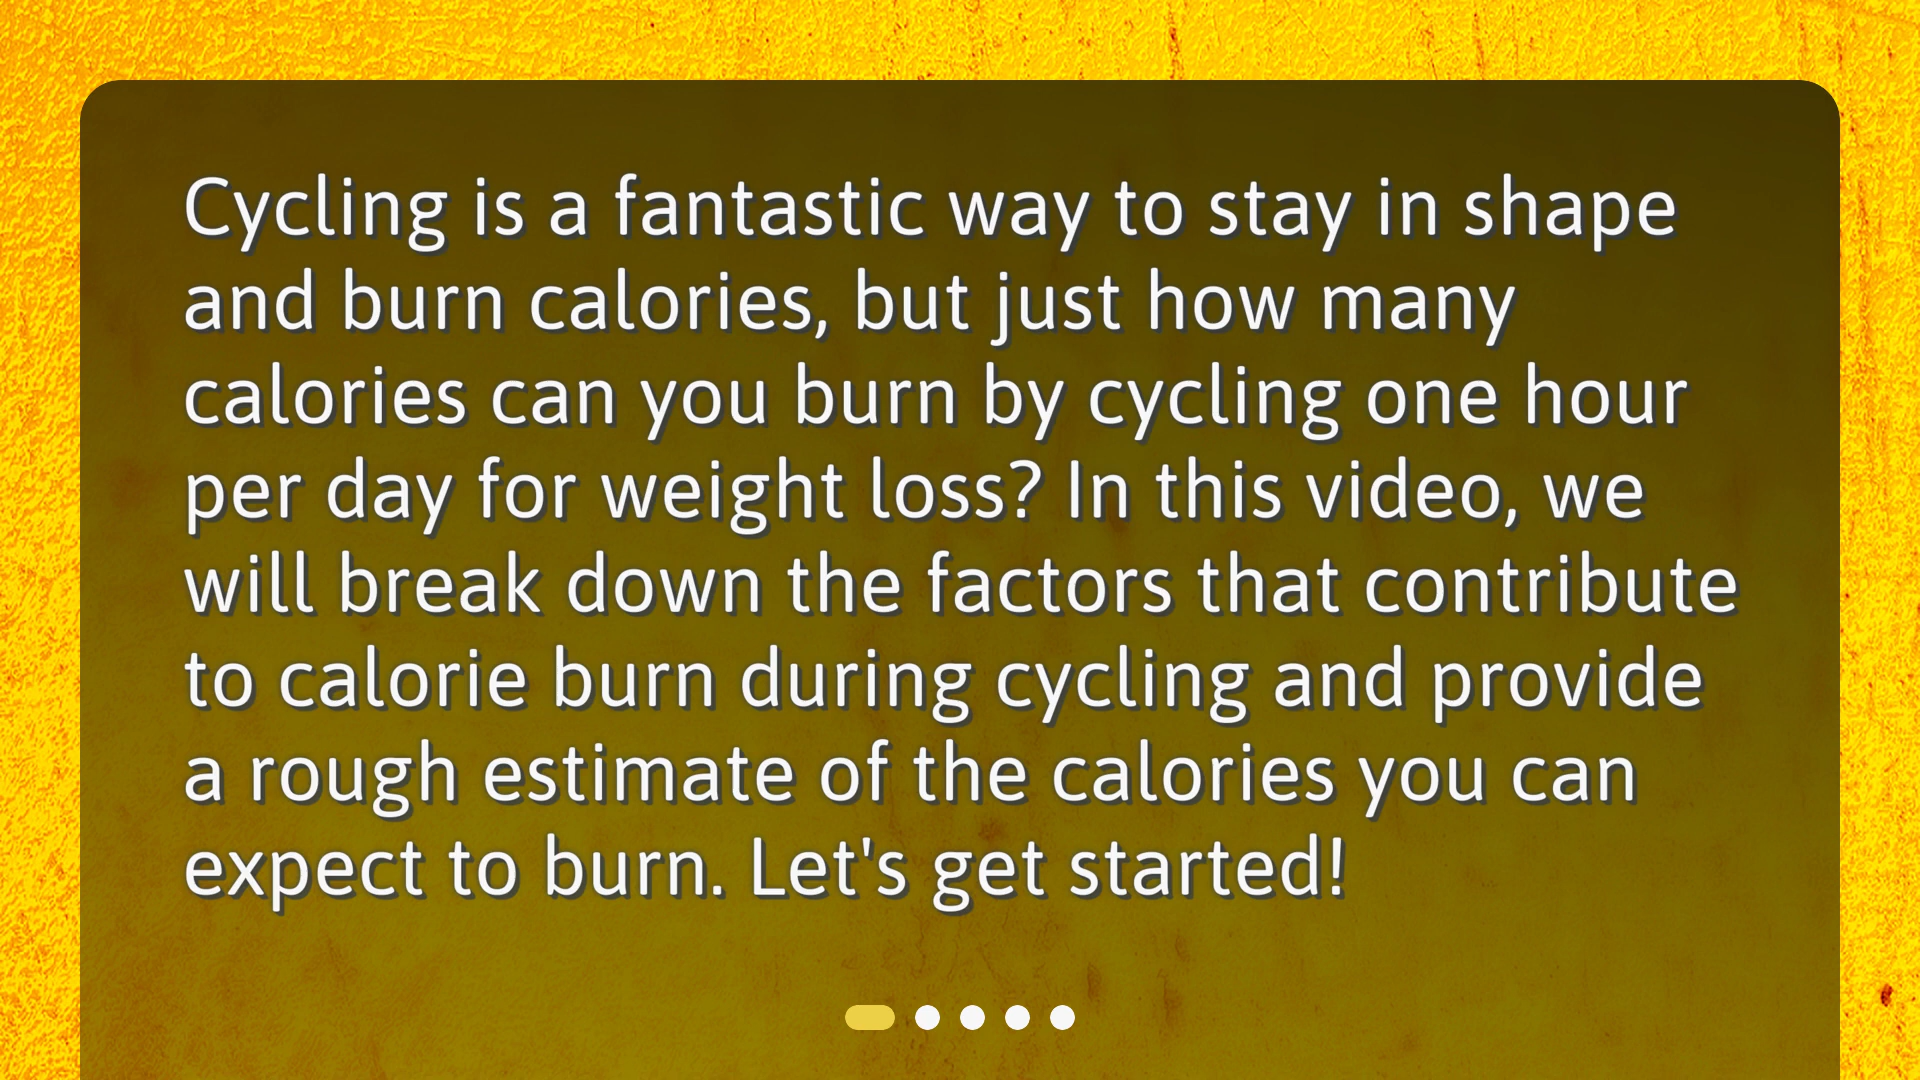 Cycling is a fantastic way to stay in shape
and burn calories, but just how many
calories can you burn by cycling one hour
per day for weight loss? In this video, we
will break down the factors that contribute
to calorie burn during cycling and provide
a rough estimate of the calories you can
expect to burn. Let's get started!